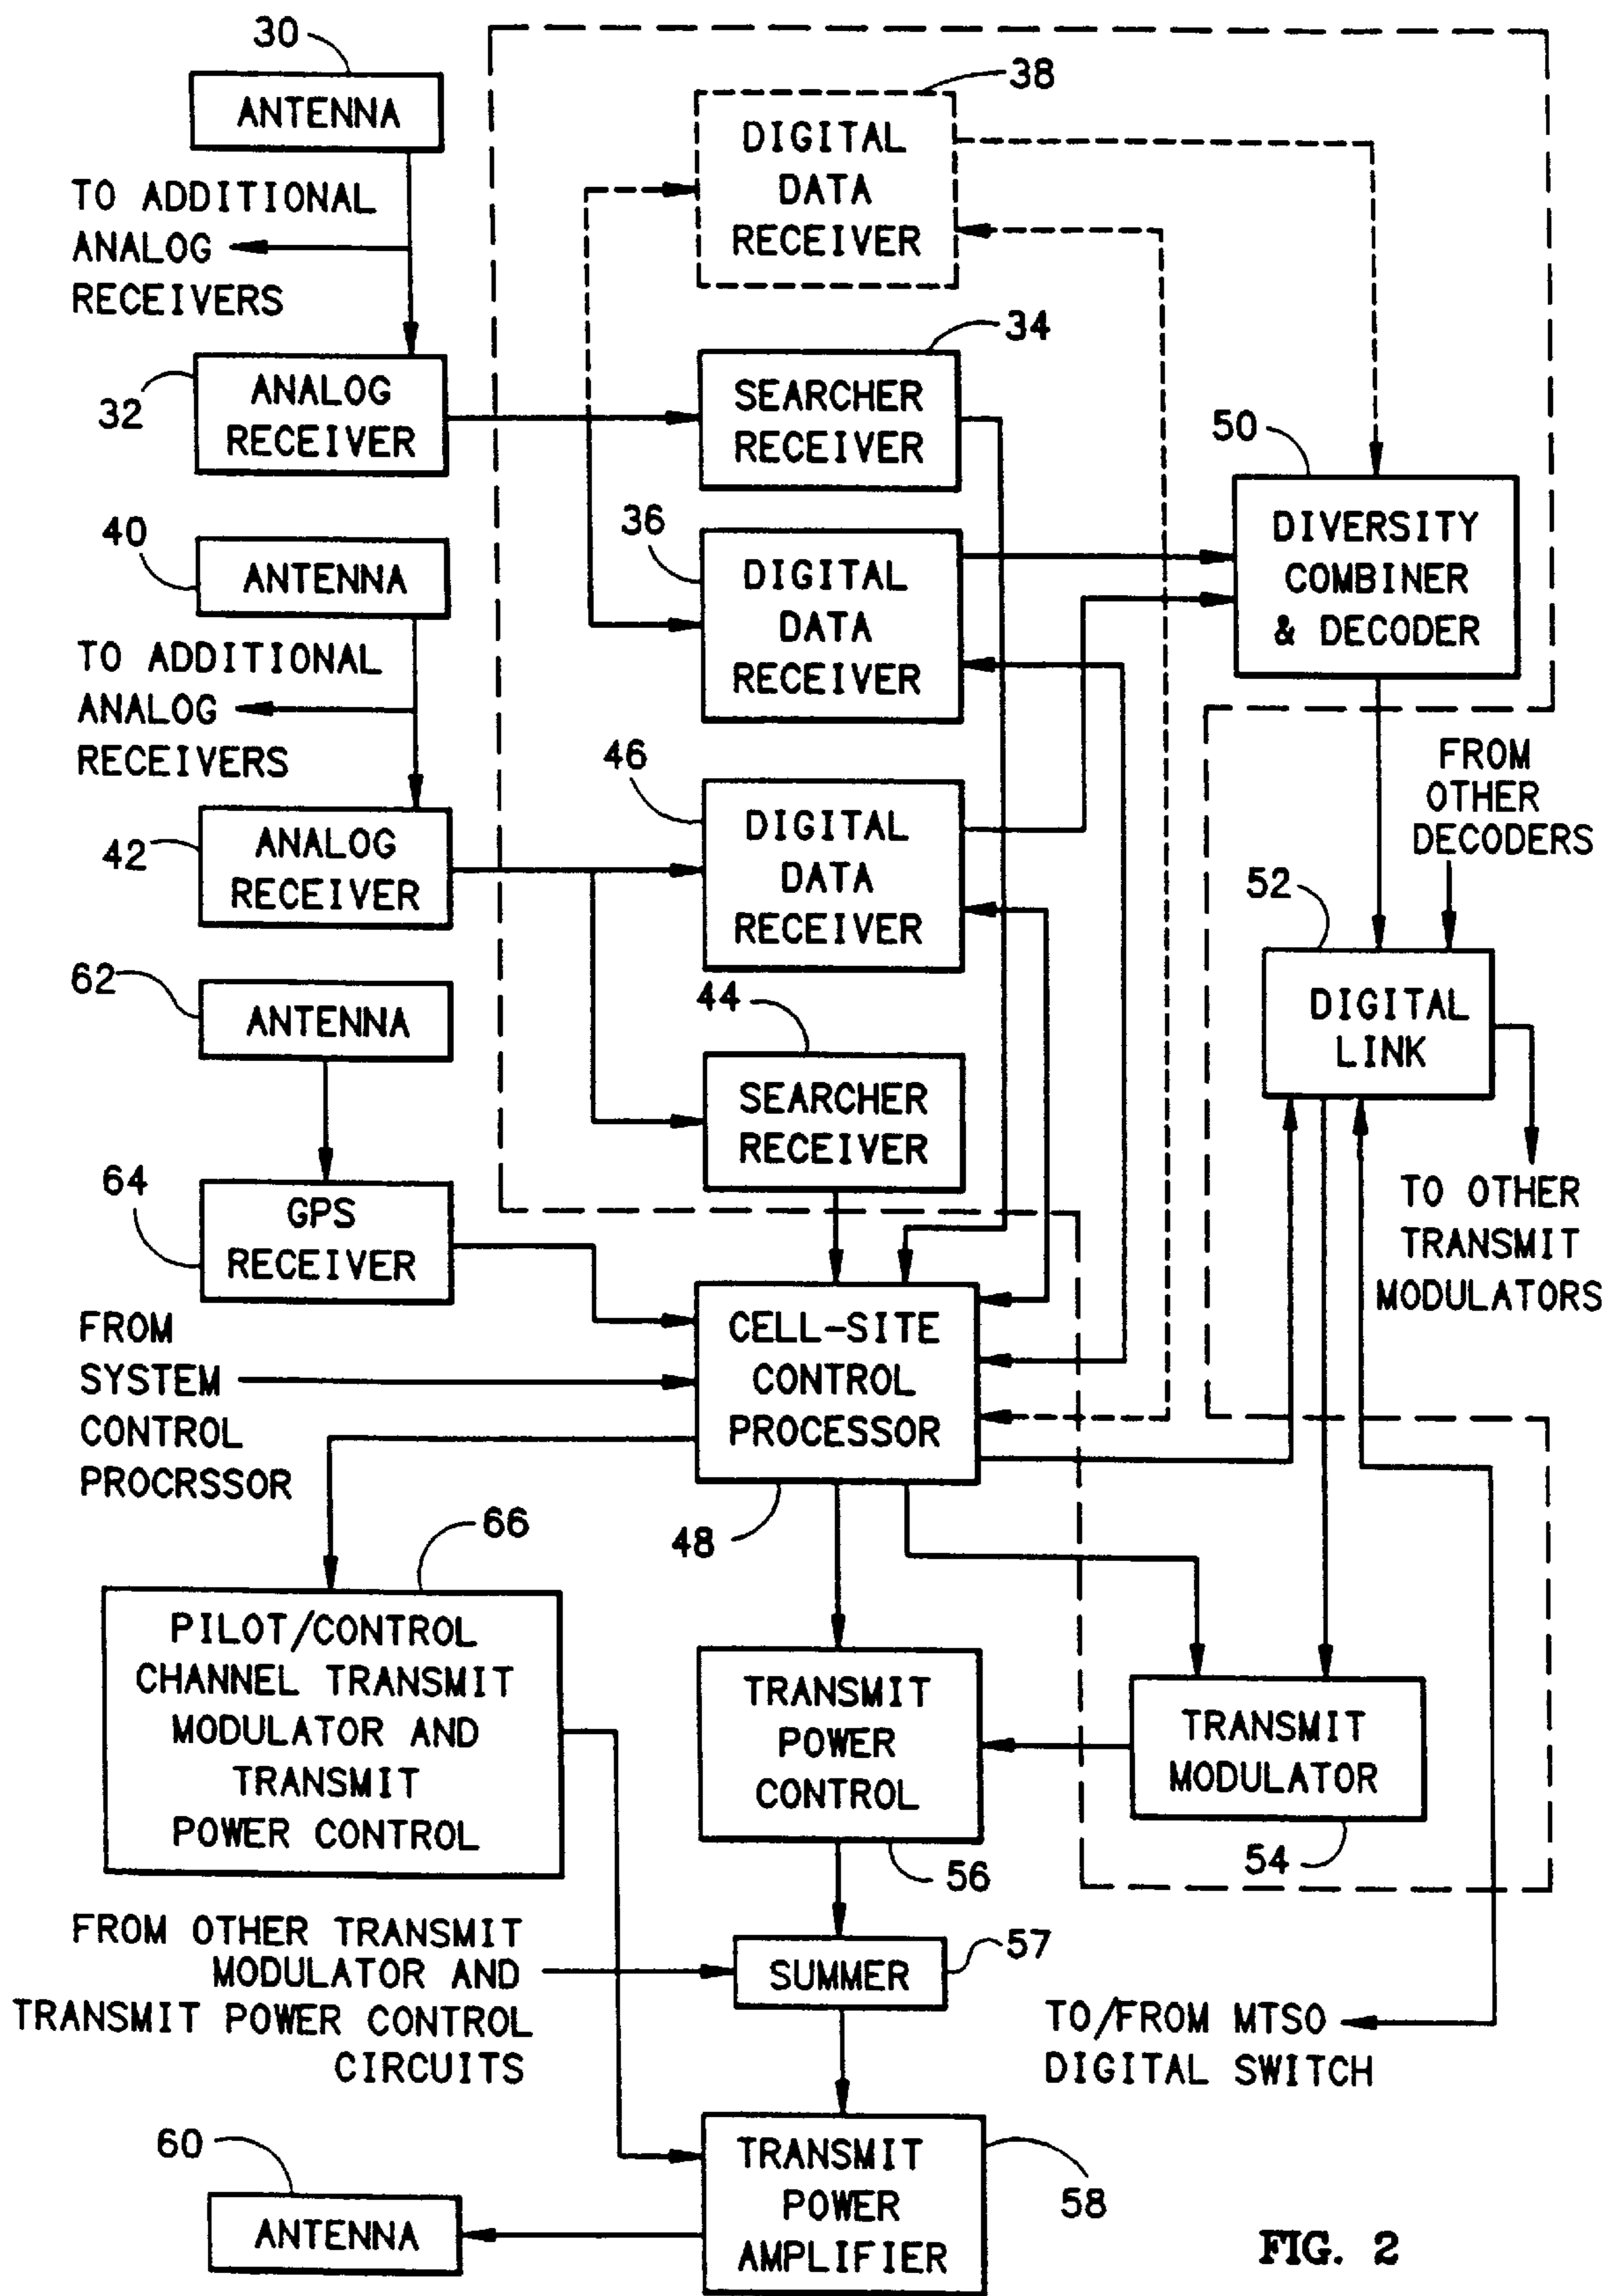 30
ANTENNA
TO ADDITIONAL
ANALOG
RECEIVERS
32
ANALOG
RECEIVER
40
ANTENNA
TO ADDITIONAL
ANALOG
RECEIVERS
42
ANALOG
RECEIVER
62
ANTENNA
64
GPS
RECEIVER
FROM
SYSTEM
CONTROL
PROCRSSOR
38
DIGITAL
DATA
RECEIVER
34
SEARCHER
RECEIVER
36
DIGITAL
DATA
RECEIVER
46
DIGITAL
DATA
RECEIVER
44
SEARCHER
RECEIVER
CELL-SITE
CONTROL
PROCESSOR
48
50
DIVERSITY
COMBINER
& DECODER
FROM
OTHER
DECODERS
52
DIGITAL
LINK
TO OTHER
TRANSMIT
MODULATORS
66
PILOT/CONTROL
CHANNEL TRANSMIT
MODULATOR AND
TRANSMIT
POWER CONTROL
TRANSMIT
POWER
CONTROL
56
TRANSMIT
MODULATOR
54
FROM OTHER TRANSMIT
MODULATOR AND
TRANSMIT POWER CONTROL
CIRCUITS
SUMMER
57
TO/FROM MTSO
DIGITAL SWITCH
60
ANTENNA
TRANSMIT
POWER
AMPLIFIER
58
FIG. 2